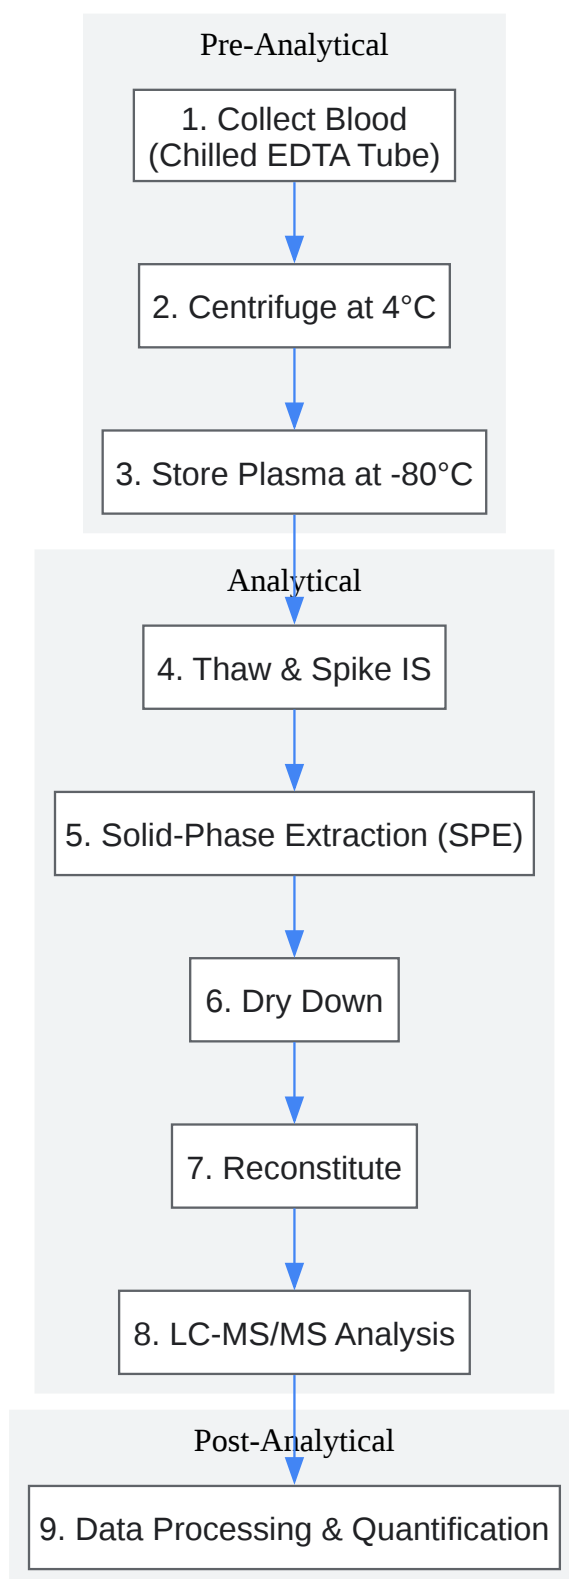 Pre-Analytical
1. Collect Blood
(Chilled EDTA Tube)
2. Centrifuge at 4°C
3. Store Plasma at -80°C
Analytical
4. Thaw & Spike IS
5. Solid-Phase Extraction (SPE)
6. Dry Down
7. Reconstitute
8. LC-MS/MS Analysis
Post-Analytical
9. Data Processing & Quantification